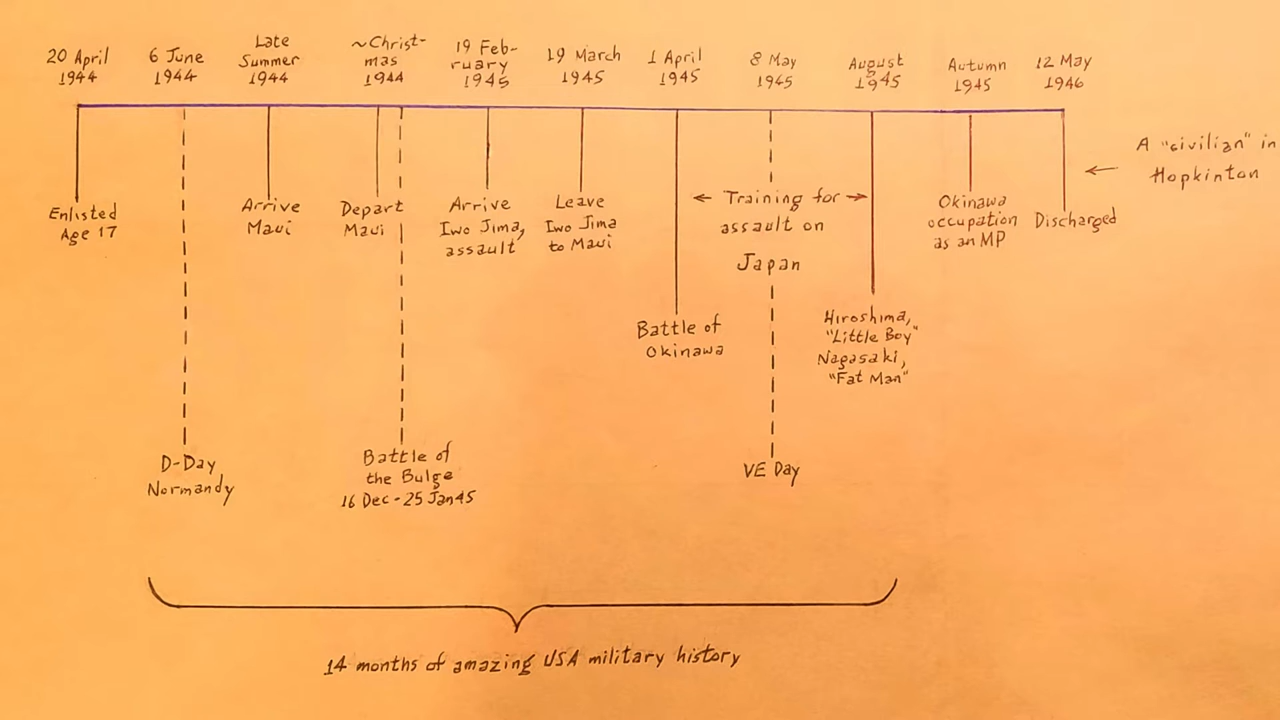 20 April
1944
6 June
1944
Late
Summer
1944
~Christ-
mas
1944
19 Feb-
ruary
1945
19 March
1945
1 April
1945
8 May
1945
August
1945
Autumn
1945
12 May
1946
A "civilian" in
← Hopkinton
Enlisted
Age 17
Arrive
Maui
Depart
Maui
Arrive
Iwo Jima,
assault
Leave
Iwo Jima
to Maui
← Training for →
assault on
Japan
Okinawa
occupation
as an MP
Discharged
Battle of
Okinawa
Hiroshima,
"Little Boy"
Nagasaki,
"Fat Man"
D-Day
Normandy
Battle of
the Bulge
16 Dec - 25 Jan 45
VE Day
14 months of amazing USA military history